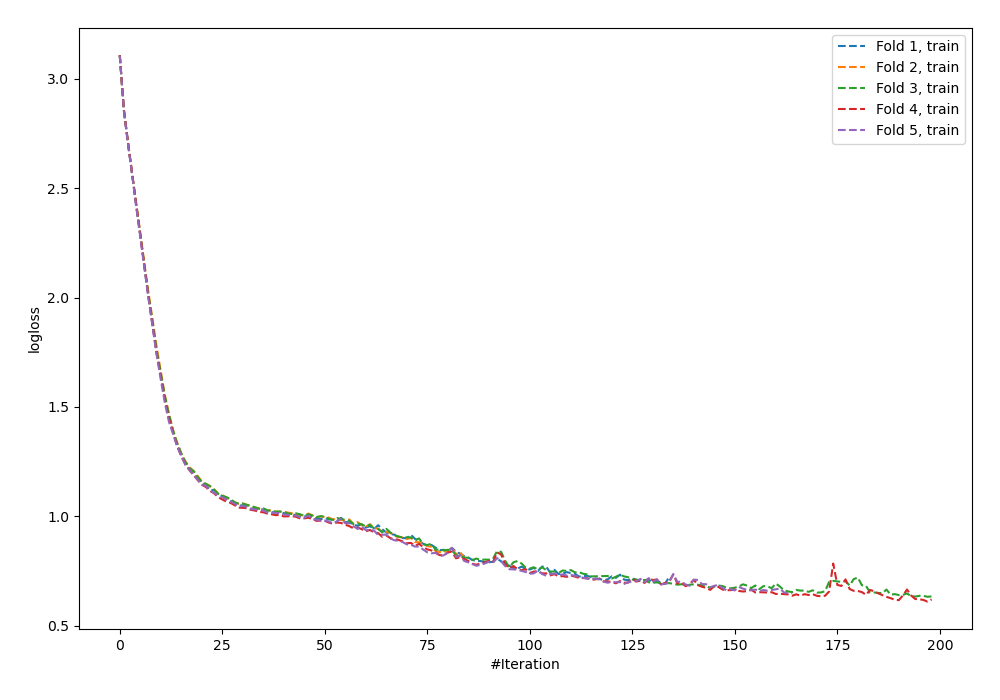 Fold 1, train
Fold 2, train
Fold 3, train
Fold 4, train
Fold 5, train
3.0
2.5
2.0
1.5
1.0
0.5
logloss
0 25 50 75 100 125 150 175 200
#Iteration